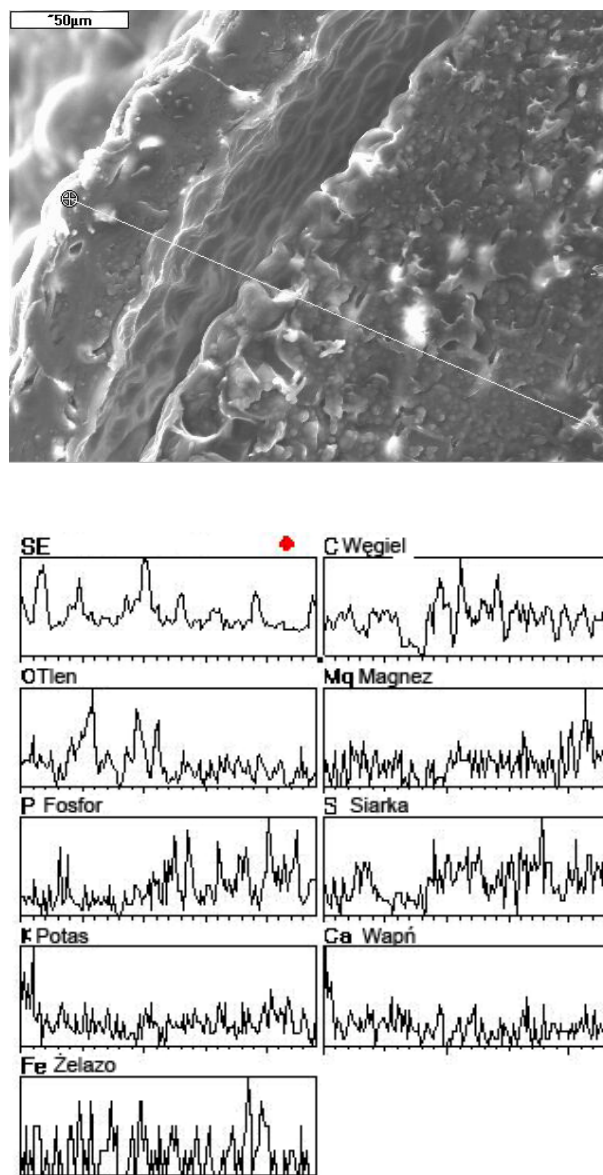 ~50µm
SE
C Węgiel
O Tlen
Mg Magnez
P Fosfor
S Siarka
K Potas
Ca Wapń
Fe Żelazo